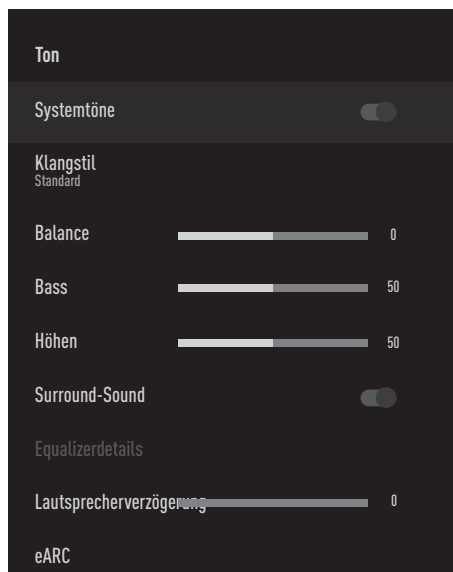 Ton
Systemtöne
Klangstil
Standard
Balance 0
Bass 50
Höhen 50
Surround-Sound
Equalizerdetails
Lautsprecherverzögerung 0
eARC